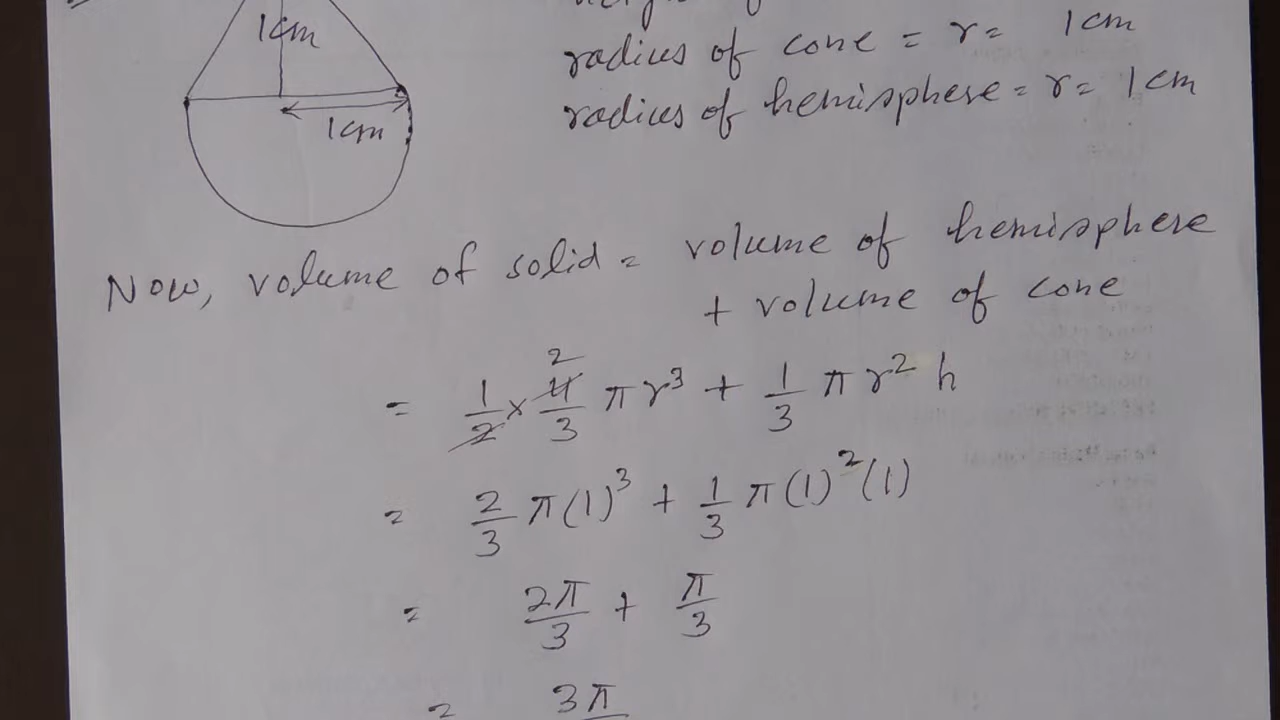 1cm
1cm
of
radius of cone = r = 1cm
radius of hemisphere = r = 1cm
Now, volume of solid = volume of hemisphere
+ volume of cone
= 1/2 × 4/3 2 πr³ + 1/3 πr² h
= 2/3 π(1)³ + 1/3 π(1)²(1)
= 2π/3 + π/3
= 3π